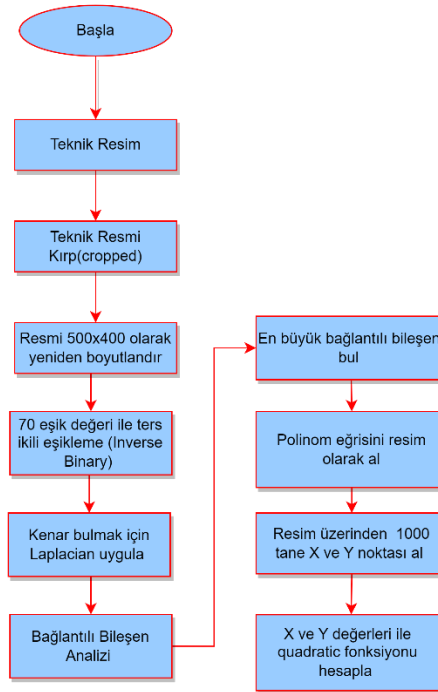 Başla
Teknik Resim
Teknik Resmi
Kırp(cropped)
Resmi 500x400 olarak
yeniden boyutlandır
70 eşik değeri ile ters
ikili eşikleme (Inverse
Binary)
Kenar bulmak için
Laplacian uygula
Bağlantılı Bileşen
Analizi
En büyük bağlantılı bileşen
bul
Polinom eğrisini resim
olarak al
Resim üzerinden 1000
tane X ve Y noktası al
X ve Y değerleri ile
quadratic fonksiyonu
hesapla